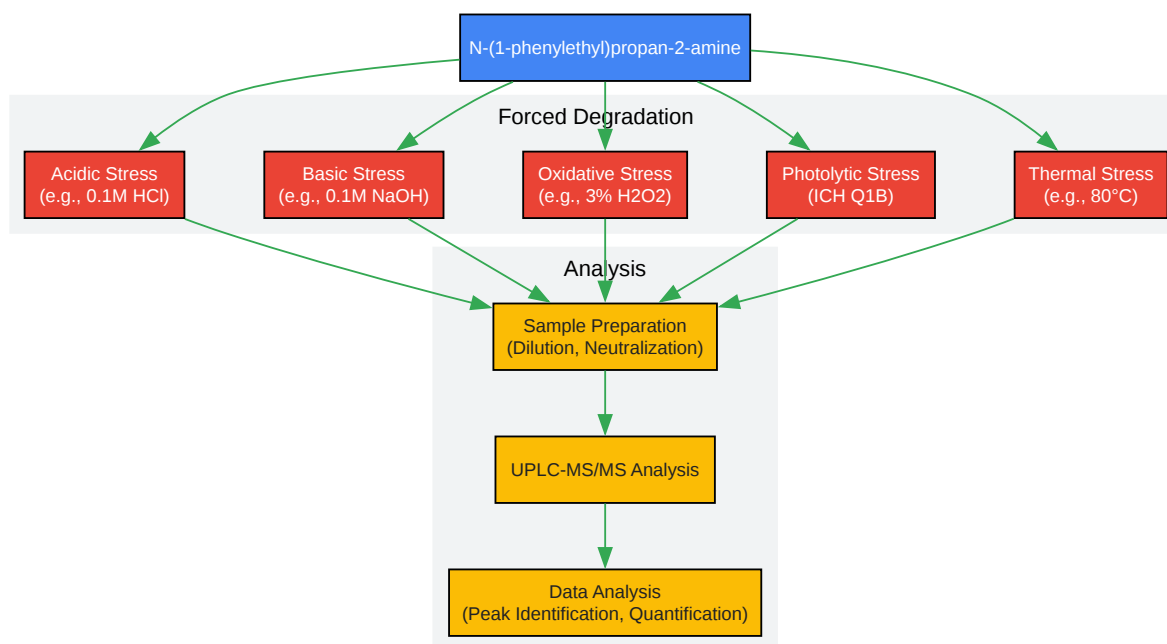 N-(1-phenylethyl)propan-2-amine
Forced Degradation
Acidic Stress
(e.g., 0.1M HCl)
Basic Stress
(e.g., 0.1M NaOH)
Oxidative Stress
(e.g., 3% H2O2)
Photolytic Stress
(ICH Q1B)
Thermal Stress
(e.g., 80°C)
Analysis
Sample Preparation
(Dilution, Neutralization)
UPLC-MS/MS Analysis
Data Analysis
(Peak Identification, Quantification)